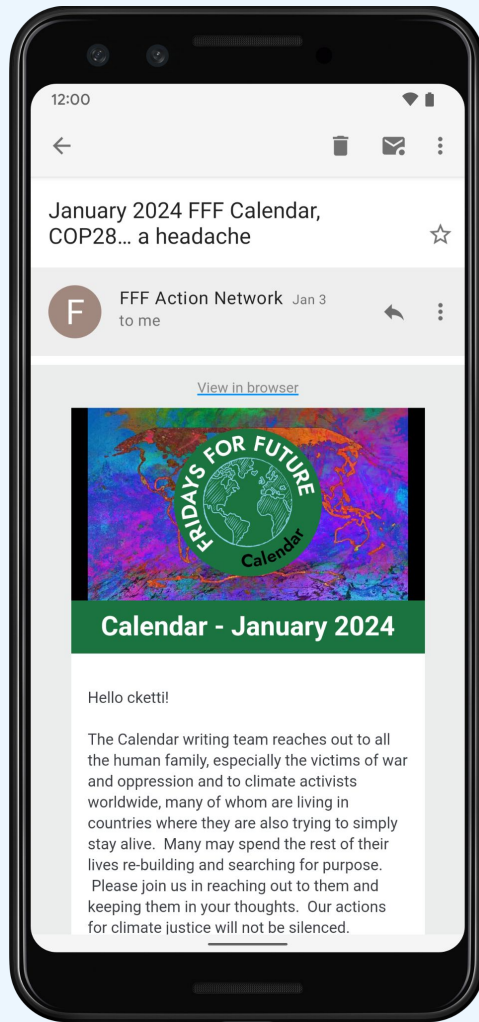 12:00
January 2024 FFF Calendar,
COP28... a headache
F
FFF Action Network Jan 3
to me
View in browser
FRIDAYS FOR FUTURE
Calendar
Calendar - January 2024
Hello cketti!
The Calendar writing team reaches out to all
the human family, especially the victims of war
and oppression and to climate activists
worldwide, many of whom are living in
countries where they are also trying to simply
stay alive.  Many may spend the rest of their
lives re-building and searching for purpose.
Please join us in reaching out to them and
keeping them in your thoughts.  Our actions
for climate justice will not be silenced.